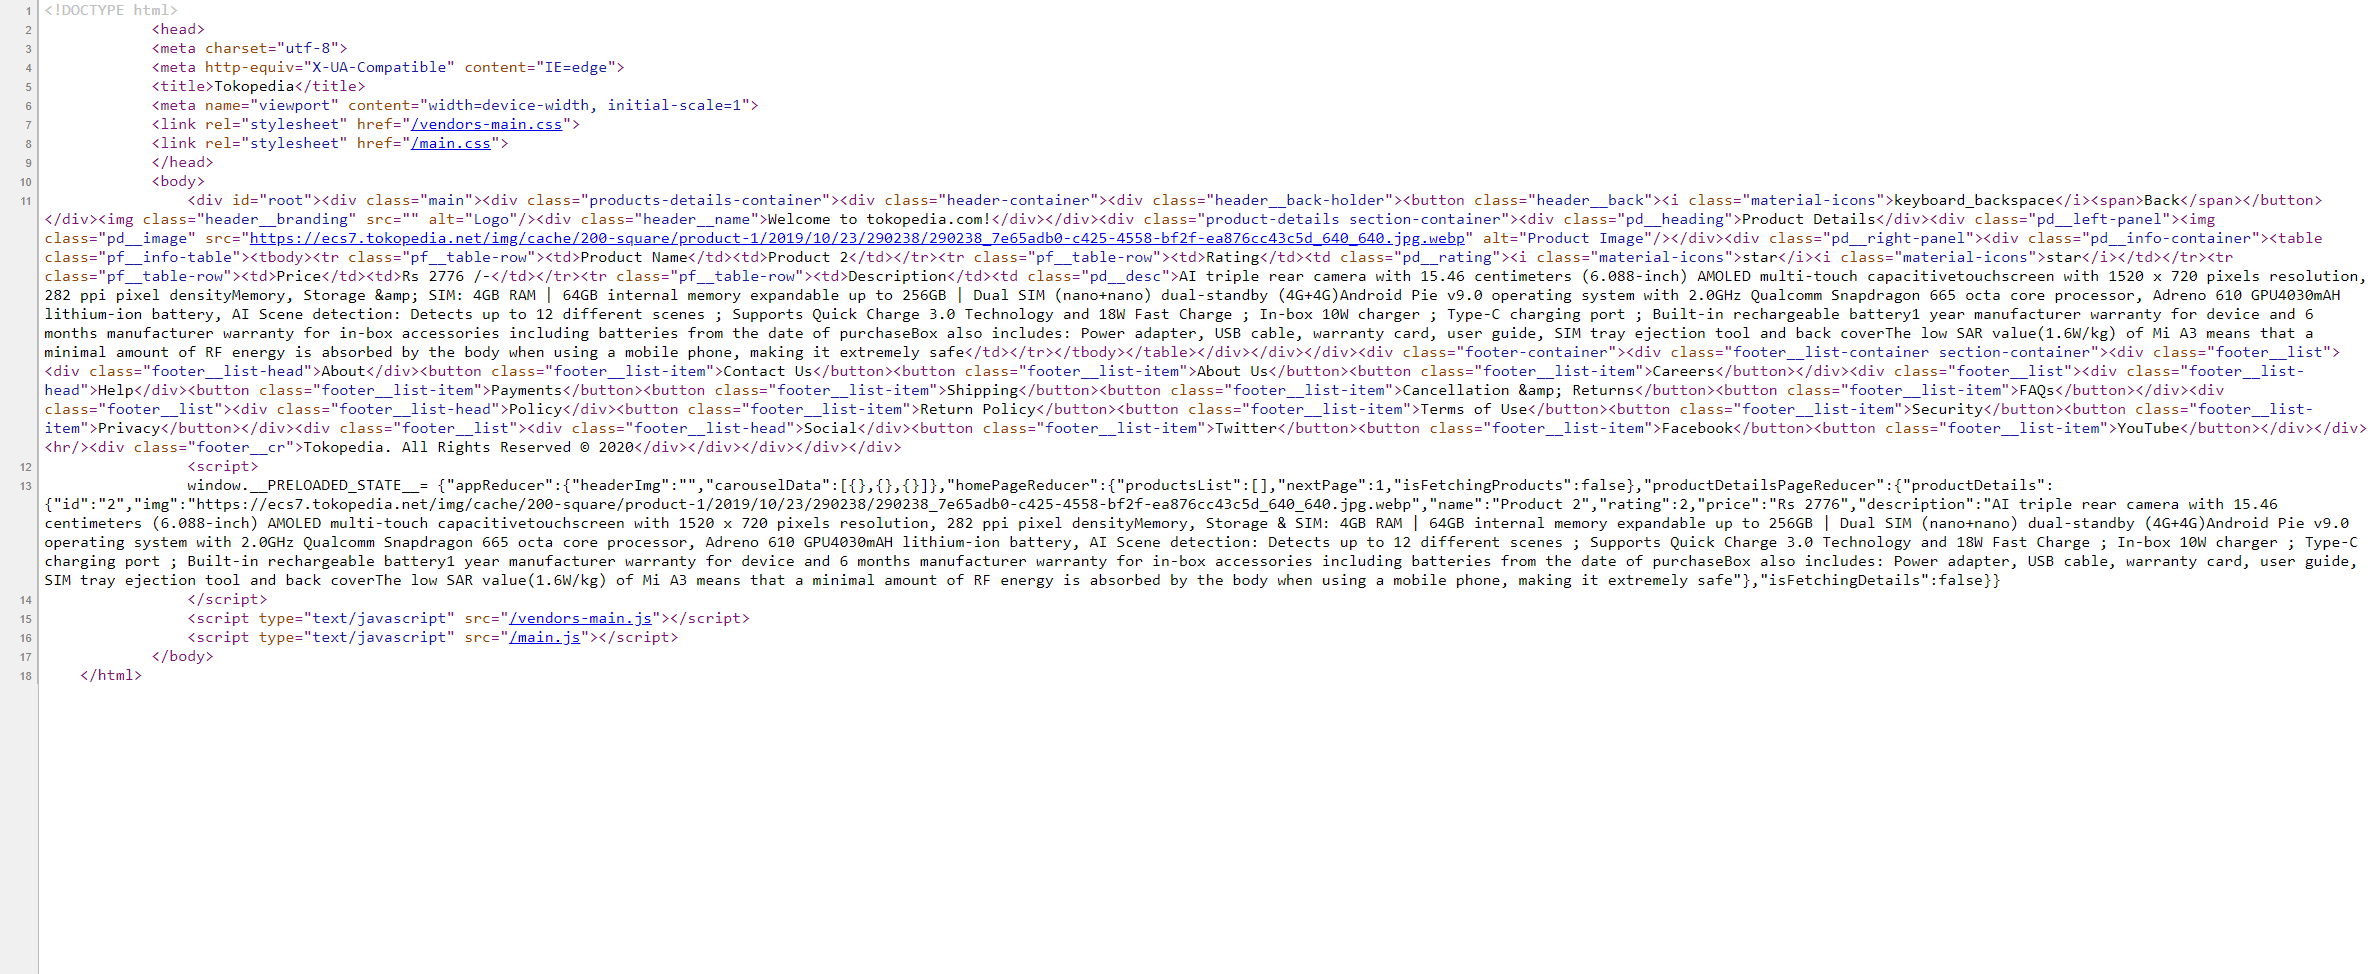 1 <!DOCTYPE html>
2 <head>
3 <meta charset="utf-8">
4 <meta http-equiv="X-UA-Compatible" content="IE=edge">
5 <title>Tokopedia</title>
6 <meta name="viewport" content="width=device-width, initial-scale=1">
7 <link rel="stylesheet" href="/vendors-main.css">
8 <link rel="stylesheet" href="/main.css">
9 </head>
10 <body>
11 <div id="root"><div class="main"><div class="products-details-container"><div class="header-container"><div class="header__back-holder"><button class="header__back"><i class="material-icons">keyboard_backspace</i><span>Back</span></button>
</div><img class="header__branding" src="" alt="Logo"/><div class="header__name">Welcome to tokopedia.com!</div></div><div class="product-details section-container"><div class="pd__heading">Product Details</div><div class="pd__left-panel"><img
class="pd__image" src="https://ecs7.tokopedia.net/img/cache/200-square/product-1/2019/10/23/290238/290238_7e65adb0-c425-4558-bf2f-ea876cc43c5d_640_640.jpg.webp" alt="Product Image"/></div><div class="pd__right-panel"><div class="pd__info-container"><table
class="pf__info-table"><tbody><tr class="pf__table-row"><td>Product Name</td><td>Product 2</td></tr><tr class="pf__table-row"><td>Rating</td><td class="pd__rating"><i class="material-icons">star</i><i class="material-icons">star</i></td></tr><tr
class="pf__table-row"><td>Price</td><td>Rs 2776 /-</td></tr><tr class="pf__table-row"><td>Description</td><td class="pd__desc">AI triple rear camera with 15.46 centimeters (6.088-inch) AMOLED multi-touch capacitivetouchscreen with 1520 x 720 pixels resolution,
282 ppi pixel densityMemory, Storage &amp; SIM: 4GB RAM | 64GB internal memory expandable up to 256GB | Dual SIM (nano+nano) dual-standby (4G+4G)Android Pie v9.0 operating system with 2.0GHz Qualcomm Snapdragon 665 octa core processor, Adreno 610 GPU4030mAH
lithium-ion battery, AI Scene detection: Detects up to 12 different scenes ; Supports Quick Charge 3.0 Technology and 18W Fast Charge ; In-box 10W charger ; Type-C charging port ; Built-in rechargeable battery1 year manufacturer warranty for device and 6
months manufacturer warranty for in-box accessories including batteries from the date of purchaseBox also includes: Power adapter, USB cable, warranty card, user guide, SIM tray ejection tool and back coverThe low SAR value(1.6W/kg) of Mi A3 means that a
minimal amount of RF energy is absorbed by the body when using a mobile phone, making it extremely safe</td></tr></tbody></table></div></div></div><div class="footer-container"><div class="footer__list-container section-container"><div class="footer__list">
<div class="footer__list-head">About</div><button class="footer__list-item">Contact Us</button><button class="footer__list-item">About Us</button><button class="footer__list-item">Careers</button></div><div class="footer__list"><div class="footer__list-
head">Help</div><button class="footer__list-item">Payments</button><button class="footer__list-item">Shipping</button><button class="footer__list-item">Cancellation &amp; Returns</button><button class="footer__list-item">FAQs</button></div><div
class="footer__list"><div class="footer__list-head">Policy</div><button class="footer__list-item">Return Policy</button><button class="footer__list-item">Terms of Use</button><button class="footer__list-item">Security</button><button class="footer__list-
item">Privacy</button></div><div class="footer__list"><div class="footer__list-head">Social</div><button class="footer__list-item">Twitter</button><button class="footer__list-item">Facebook</button><button class="footer__list-item">YouTube</button></div></div>
<hr/><div class="footer__cr">Tokopedia. All Rights Reserved © 2020</div></div></div></div></div>
12 <script>
13 window.__PRELOADED_STATE__= {"appReducer":{"headerImg":"","carouselData":[{},{},{}]},"homePageReducer":{"productsList":[],"nextPage":1,"isFetchingProducts":false},"productDetailsPageReducer":{"productDetails":
{"id":"2","img":"https://ecs7.tokopedia.net/img/cache/200-square/product-1/2019/10/23/290238/290238_7e65adb0-c425-4558-bf2f-ea876cc43c5d_640_640.jpg.webp","name":"Product 2","rating":2,"price":"Rs 2776","description":"AI triple rear camera with 15.46
centimeters (6.088-inch) AMOLED multi-touch capacitivetouchscreen with 1520 x 720 pixels resolution, 282 ppi pixel densityMemory, Storage & SIM: 4GB RAM | 64GB internal memory expandable up to 256GB | Dual SIM (nano+nano) dual-standby (4G+4G)Android Pie v9.0
operating system with 2.0GHz Qualcomm Snapdragon 665 octa core processor, Adreno 610 GPU4030mAH lithium-ion battery, AI Scene detection: Detects up to 12 different scenes ; Supports Quick Charge 3.0 Technology and 18W Fast Charge ; In-box 10W charger ; Type-C
charging port ; Built-in rechargeable battery1 year manufacturer warranty for device and 6 months manufacturer warranty for in-box accessories including batteries from the date of purchaseBox also includes: Power adapter, USB cable, warranty card, user guide,
SIM tray ejection tool and back coverThe low SAR value(1.6W/kg) of Mi A3 means that a minimal amount of RF energy is absorbed by the body when using a mobile phone, making it extremely safe"},"isFetchingDetails":false}}
14 </script>
15 <script type="text/javascript" src="/vendors-main.js"></script>
16 <script type="text/javascript" src="/main.js"></script>
17 </body>
18 </html>